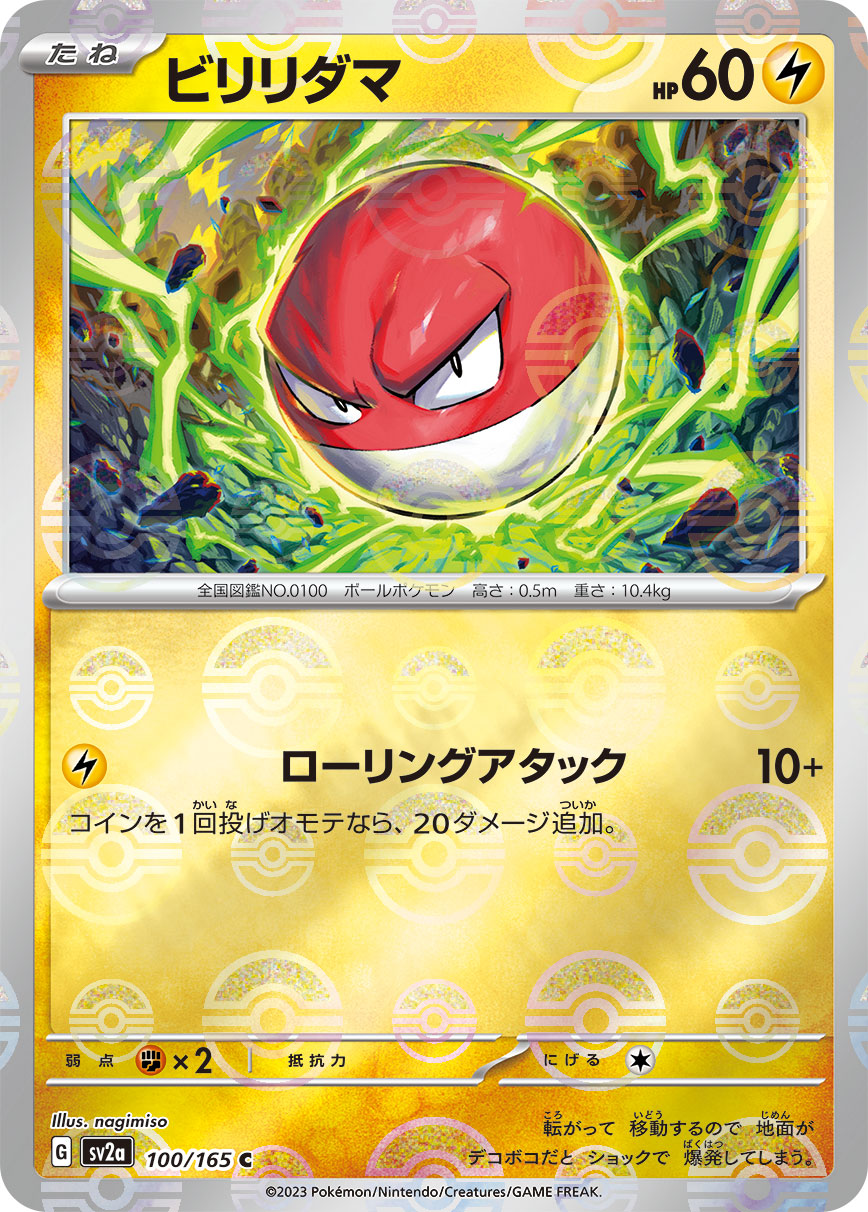 たね
ビリリダマ
HP60
全国図鑑NO.0100 ボールポケモン 高さ:0.5m 重さ:10.4kg
ローリングアタック 10+
コインを1回投げオモテなら、20ダメージ追加。
弱点 ×2 抵抗力 にげる
Illus. nagimiso
G sv2a 100/165 C
転がって 移動するので 地面が
デコボコだと ショックで 爆発してしまう。
©2023 Pokémon/Nintendo/Creatures/GAME FREAK.